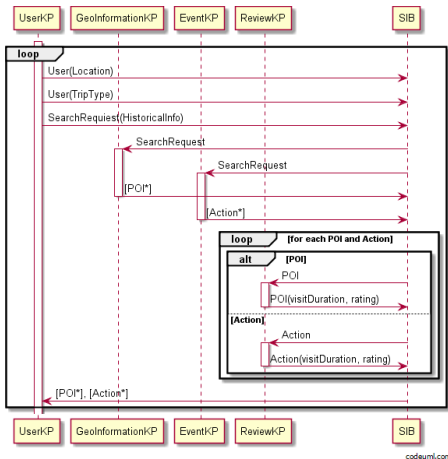 UserKP GeoInformationKP EventKP ReviewKP SIB
loop
User(Location)
User(TripType)
SearchRequiest(HistoricalInfo)
SearchRequest
SearchRequest
[POI*]
[Action*]
loop [for each POI and Action]
alt [POI]
POI
POI(visitDuration, rating)
[Action]
Action
Action(visitDuration, rating)
[POI*], [Action*]
UserKP GeoInformationKP EventKP ReviewKP SIB
codeuml.com